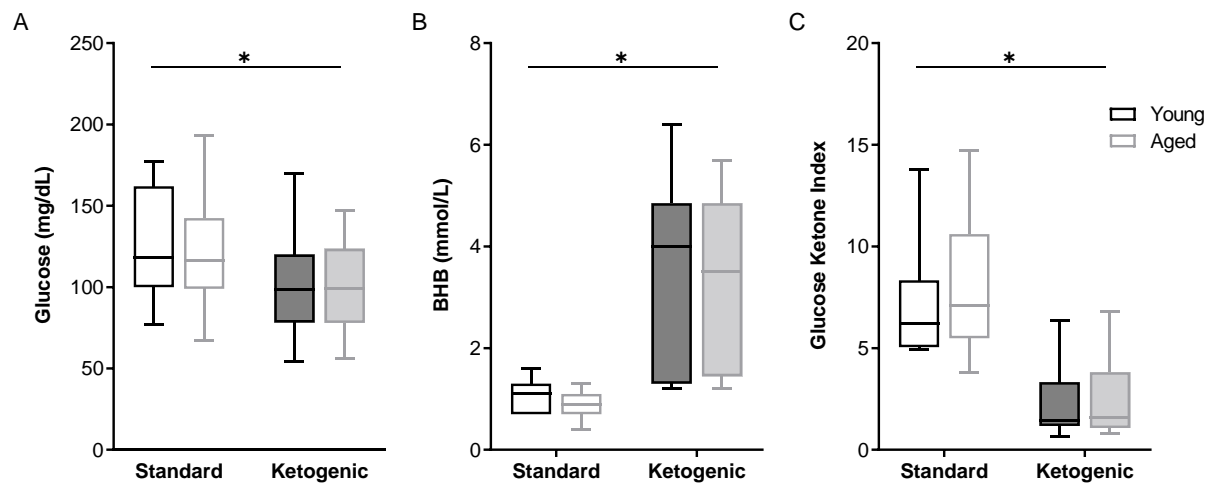 A
Glucose (mg/dL)
250
200
150
100
50
0
*
Standard
Ketogenic
B
BHB (mmol/L)
8
6
4
2
0
*
Standard
Ketogenic
C
Glucose Ketone Index
20
15
10
5
0
*
Standard
Ketogenic
Young
Aged